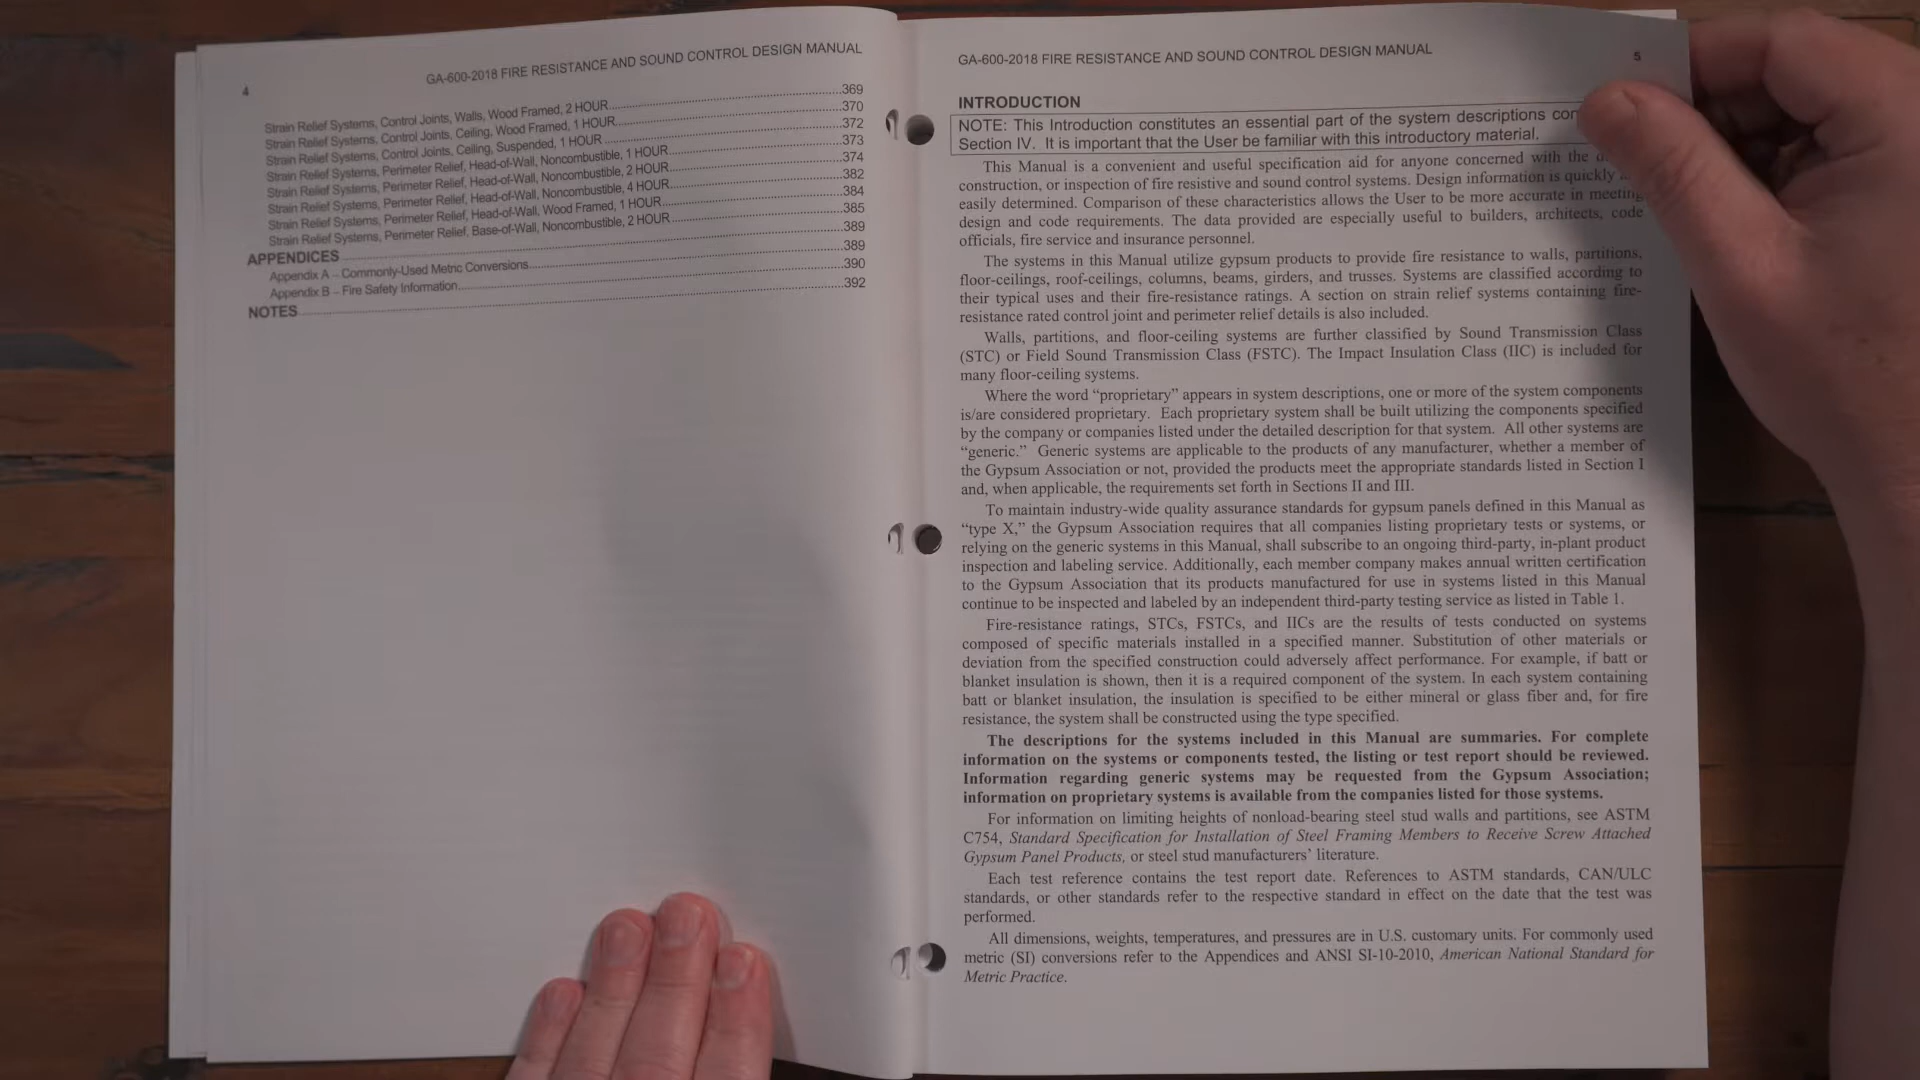 4
GA-600-2018 FIRE RESISTANCE AND SOUND CONTROL DESIGN MANUAL
Strain Relief Systems, Control Joints, Walls, Wood Framed, 2 HOUR 369
Strain Relief Systems, Control Joints, Ceiling, Wood Framed, 1 HOUR 370
Strain Relief Systems, Control Joints, Ceiling, Suspended, 1 HOUR 372
Strain Relief Systems, Perimeter Relief, Head-of-Wall, Noncombustible, 1 HOUR 373
Strain Relief Systems, Perimeter Relief, Head-of-Wall, Noncombustible, 2 HOUR 374
Strain Relief Systems, Perimeter Relief, Head-of-Wall, Noncombustible, 4 HOUR 382
Strain Relief Systems, Perimeter Relief, Head-of-Wall, Wood Framed, 1 HOUR 384
Strain Relief Systems, Perimeter Relief, Base-of-Wall, Noncombustible, 2 HOUR 385
APPENDICES 389
Appendix A – Commonly-Used Metric Conversions 389
Appendix B – Fire Safety Information 390
NOTES 392
GA-600-2018 FIRE RESISTANCE AND SOUND CONTROL DESIGN MANUAL
5
INTRODUCTION
NOTE: This Introduction constitutes an essential part of the system descriptions
Section IV. It is important that the User be familiar with this introductory material.
This Manual is a convenient and useful specification aid for anyone concerned with the
construction, or inspection of fire resistive and sound control systems. Design information is quickly
easily determined. Comparison of these characteristics allows the User to be more accurate in meeting
design and code requirements. The data provided are especially useful to builders, architects, code
officials, fire service and insurance personnel.
The systems in this Manual utilize gypsum products to provide fire resistance to walls, partitions,
floor-ceilings, roof-ceilings, columns, beams, girders, and trusses. Systems are classified according to
their typical uses and their fire-resistance ratings. A section on strain relief systems containing fire-
resistance rated control joint and perimeter relief details is also included.
Walls, partitions, and floor-ceiling systems are further classified by Sound Transmission Class
(STC) or Field Sound Transmission Class (FSTC). The Impact Insulation Class (IIC) is included for
many floor-ceiling systems.
Where the word “proprietary” appears in system descriptions, one or more of the system components
is/are considered proprietary. Each proprietary system shall be built utilizing the components specified
by the company or companies listed under the detailed description for that system. All other systems are
“generic.” Generic systems are applicable to the products of any manufacturer, whether a member of
the Gypsum Association or not, provided the products meet the appropriate standards listed in Section I
and, when applicable, the requirements set forth in Sections II and III.
To maintain industry-wide quality assurance standards for gypsum panels defined in this Manual as
“type X,” the Gypsum Association requires that all companies listing proprietary tests or systems, or
relying on the generic systems in this Manual, shall subscribe to an ongoing third-party, in-plant product
inspection and labeling service. Additionally, each member company makes annual written certification
to the Gypsum Association that its products manufactured for use in systems listed in this Manual
continue to be inspected and labeled by an independent third-party testing service as listed in Table 1.
Fire-resistance ratings, STCs, FSTCs, and IICs are the results of tests conducted on systems
composed of specific materials installed in a specified manner. Substitution of other materials or
deviation from the specified construction could adversely affect performance. For example, if batt or
blanket insulation is shown, then it is a required component of the system. In each system containing
batt or blanket insulation, the insulation is specified to be either mineral or glass fiber and, for fire
resistance, the system shall be constructed using the type specified.
The descriptions for the systems included in this Manual are summaries. For complete
information on the systems or components tested, the listing or test report should be reviewed.
Information regarding generic systems may be requested from the Gypsum Association;
information on proprietary systems is available from the companies listed for those systems.
For information on limiting heights of nonload-bearing steel stud walls and partitions, see ASTM
C754, Standard Specification for Installation of Steel Framing Members to Receive Screw Attached
Gypsum Panel Products, or steel stud manufacturers’ literature.
Each test reference contains the test report date. References to ASTM standards, CAN/ULC
standards, or other standards refer to the respective standard in effect on the date that the test was
performed.
All dimensions, weights, temperatures, and pressures are in U.S. customary units. For commonly used
metric (SI) conversions refer to the Appendices and ANSI SI-10-2010, American National Standard for
Metric Practice.